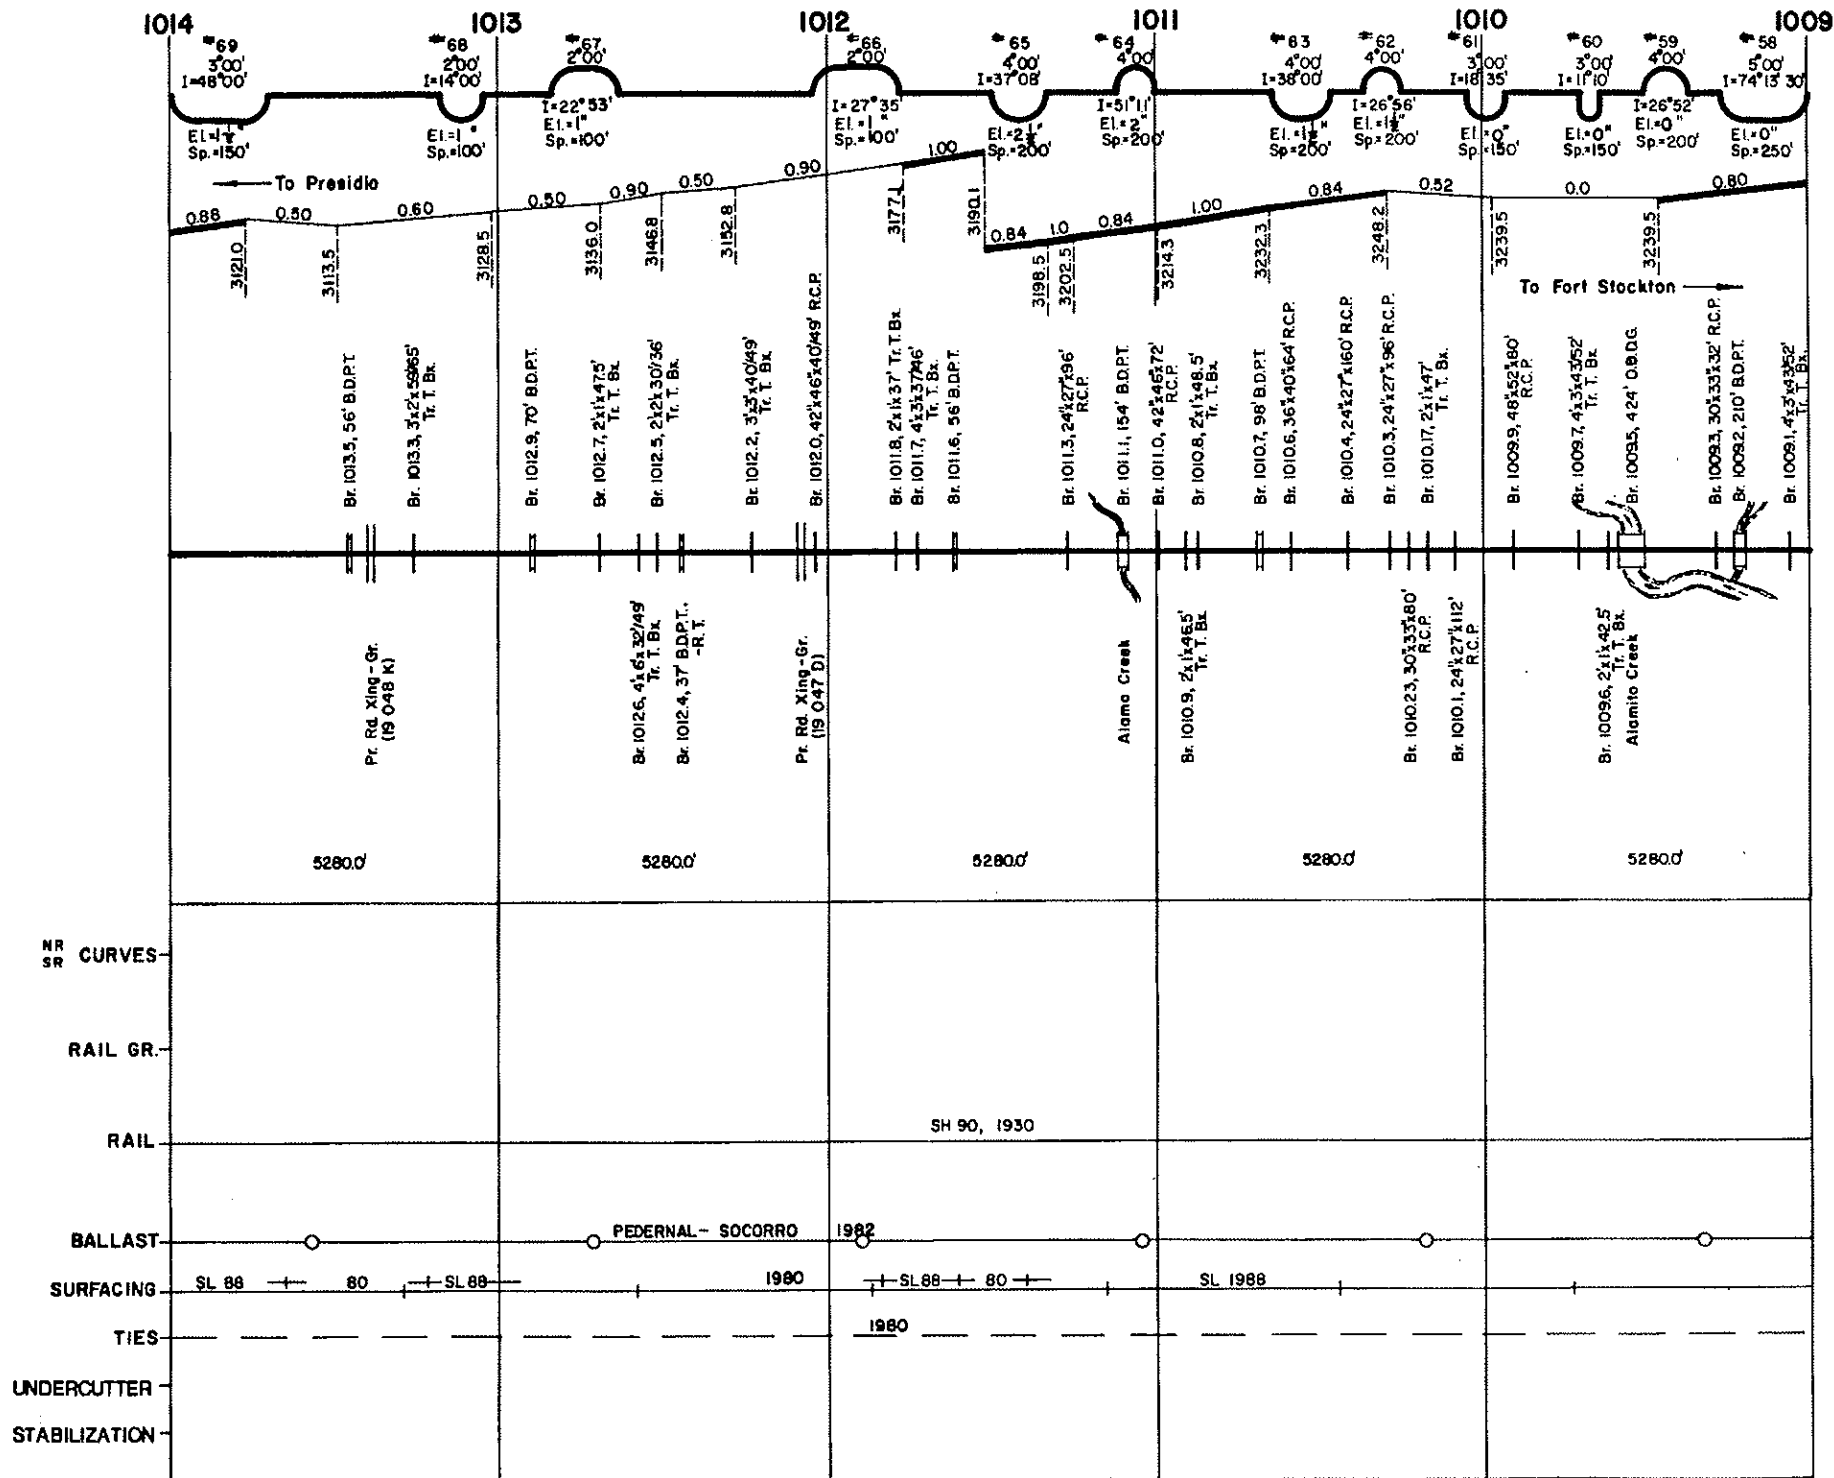 1014 1013 1012 1011 1010 1009
#69
3°00'
I=48°00'
#68
2°00'
I=14°00'
#67
2°00'
#66
2°00'
#65
4°00'
I=37°08'
#64
4°00'
#63
4°00'
I=38°00'
#62
4°00'
#61
3°00'
I=18°35'
#60
3°00'
I=11°10'
#59
4°00'
#58
5°00'
I=74°13'30"
Sp.=150'
El.=1"
Sp.=100'
I=22°53'
El.=1"
Sp.=100'
I=27°35'
El.=1"
Sp.=100'
Sp.=200'
I=51°11'
El.=2"
Sp.=200'
Sp.=200'
I=26°56'
Sp.=200'
El.=0"
Sp.=150'
El.=0"
Sp.=150'
I=26°52'
El.=0"
Sp.=200'
El.=0"
Sp.=250'
To Presidio
0.88 0.50 0.60 0.50 0.90 0.50 0.90 1.00 0.84 1.0 0.84 1.00 0.84 0.52 0.0 0.80
3121.0 3113.5 3128.5 3136.0 3146.8 3152.8 3177.1 3190.1 3198.5 3202.5 3214.3 3232.3 3248.2 3239.5 3239.5
To Fort Stockton
Br. 1013.5, 56' B.D.P.T.
Br. 1013.3, 3'x2'x59/65'
Tr. T. Bx.
Br. 1012.9, 70' B.D.P.T.
Br. 1012.7, 2'x1'x47.5'
Tr. T. Bx.
Br. 1012.5, 2'x2'x30/36'
Tr. T. Bx.
Br. 1012.2, 3'x3'x40/49'
Tr. T. Bx.
Br. 1012.0, 42"x46"x40/49' R.C.P.
Br. 1011.8, 2'x1'x37' Tr. T. Bx.
Br. 1011.7, 4'x3'x37/46'
Tr. T. Bx.
Br. 1011.6, 56' B.D.P.T.
Br. 1011.3, 24"x27"x96'
R.C.P.
Br. 1011.1, 154' B.D.P.T.
Br. 1011.0, 42"x46"x72'
R.C.P.
Br. 1010.8, 2'x1'x48.5'
Tr. T. Bx.
Br. 1010.7, 98' B.D.P.T.
Br. 1010.6, 36"x40"x64' R.C.P.
Br. 1010.4, 24"x27"x160' R.C.P.
Br. 1010.3, 24"x27"x96' R.C.P.
Br. 1010.17, 2'x1'x47'
Tr. T. Bx.
Br. 1009.9, 48"x52"x80'
R.C.P.
Br. 1009.7, 4'x3'x43/52'
Tr. T. Bx.
Br. 1009.5, 424' O.B.D.G.
Br. 1009.3, 30"x33"x32' R.C.P.
Br. 1009.2, 210' B.D.P.T.
Br. 1009.1, 4'x3'x43/52'
Tr. T. Bx.
Pr. Rd. Xing-Gr.
(19 048 K)
Br. 1012.6, 4'x6'x32/49'
Tr. T. Bx.
Br. 1012.4, 37' B.D.P.T.,
-R. T.
Pr. Rd. Xing-Gr.
(19 047 D)
Alamo Creek
Br. 1010.9, 2'x1'x46.5'
Tr. T. Bx.
Br. 1010.23, 30"x33"x80'
R.C.P.
Br. 1010.1, 24"x27"x112'
R.C.P.
Br. 1009.6, 2'x1'x42.5'
Tr. T. Bx.
Alamito Creek
5280.0' 5280.0' 5280.0' 5280.0' 5280.0'
NR
SR CURVES
RAIL GR.
RAIL SH 90, 1930
BALLAST PEDERNAL - SOCORRO 1982
SURFACING SL 88 80 SL 88 1980 SL 88 80 SL 1988
TIES 1980
UNDERCUTTER
STABILIZATION